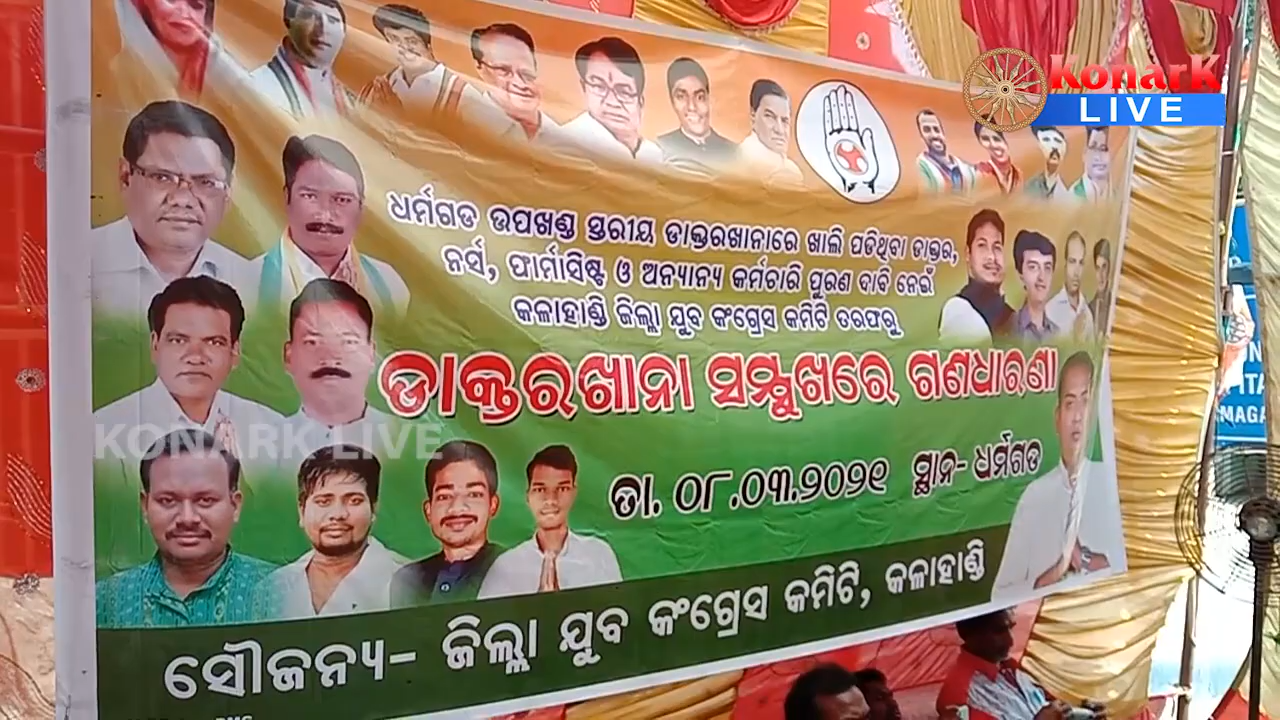 KonarK
LIVE
ଧର୍ମଗଡ ଉପଖଣ୍ଡ ସ୍ତରୀୟ ଡାକ୍ତରଖାନାରେ ଖାଲି ପଡିଥିବା ଡାକ୍ତର,
ନର୍ସ, ଫାର୍ମାସିଷ୍ଟ ଓ ଅନ୍ୟାନ୍ୟ କର୍ମଚାରି ପୁରଣ ଦାବି ନେଇଁ
କଳାହାଣ୍ଡି ଜିଲ୍ଲା ଯୁବ କଂଗ୍ରେସ କମିଟି ତରଫରୁ
ଡାକ୍ତରଖାନା ସମ୍ମୁଖରେ ଗଣଧାରଣା
KONARK LIVE
ତା. ୦୮.୦୩.୨୦୨୧ ସ୍ଥାନ- ଧର୍ମଗଡ
ସୌଜନ୍ୟ- ଜିଲ୍ଲା ଯୁବ କଂଗ୍ରେସ କମିଟି, କଳାହାଣ୍ଡି